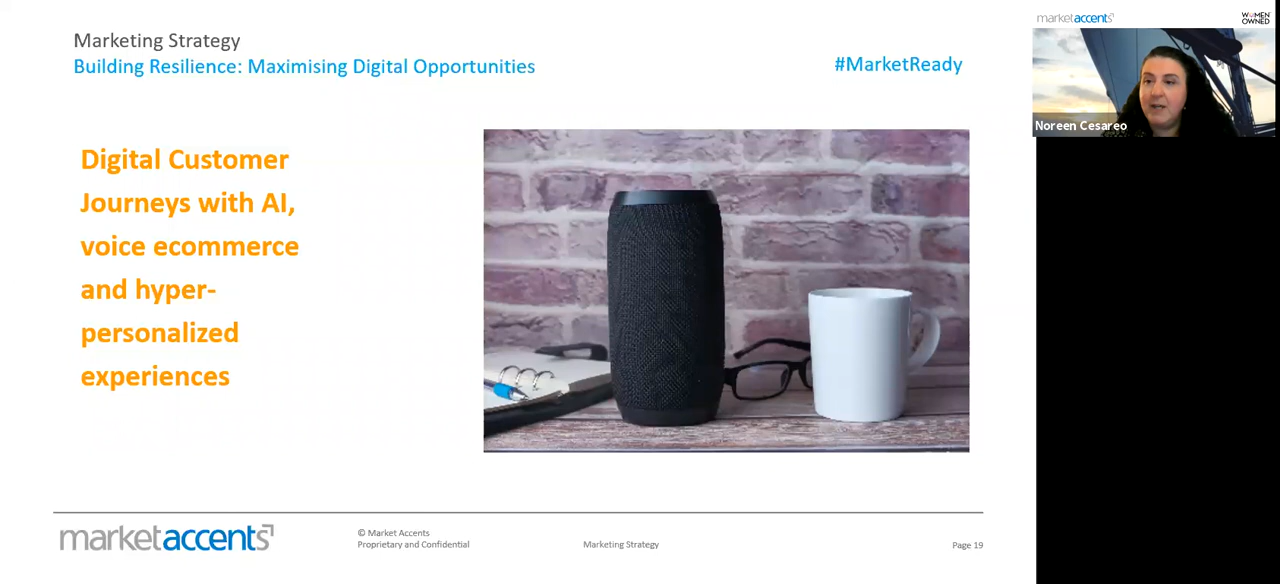 Marketing Strategy
Building Resilience: Maximising Digital Opportunities
#MarketReady
Digital Customer
Journeys with AI,
voice ecommerce
and hyper-
personalized
experiences
marketaccents
© Market Accents
Proprietary and Confidential
Marketing Strategy
Page 19
marketaccents
WOMEN
OWNED
Noreen Cesareo